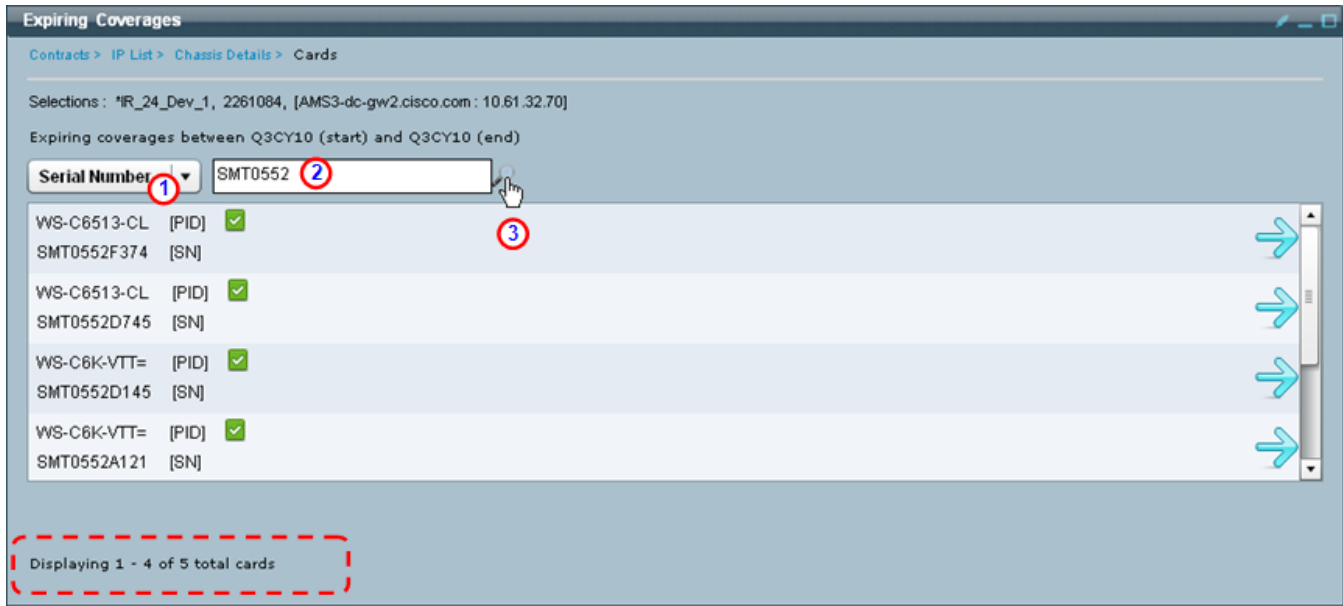 Expiring Coverages
Contracts > IP List > Chassis Details > Cards
Selections : *IR_24_Dev_1, 2261084, [AMS3-dc-gw2.cisco.com : 10.61.32.70]
Expiring coverages between Q3CY10 (start) and Q3CY10 (end)
Serial Number 1 SMT0552 2
3
WS-C6513-CL [PID]
SMT0552F374 [SN]
WS-C6513-CL [PID]
SMT0552D745 [SN]
WS-C6K-VTT= [PID]
SMT0552D145 [SN]
WS-C6K-VTT= [PID]
SMT0552A121 [SN]
Displaying 1 - 4 of 5 total cards